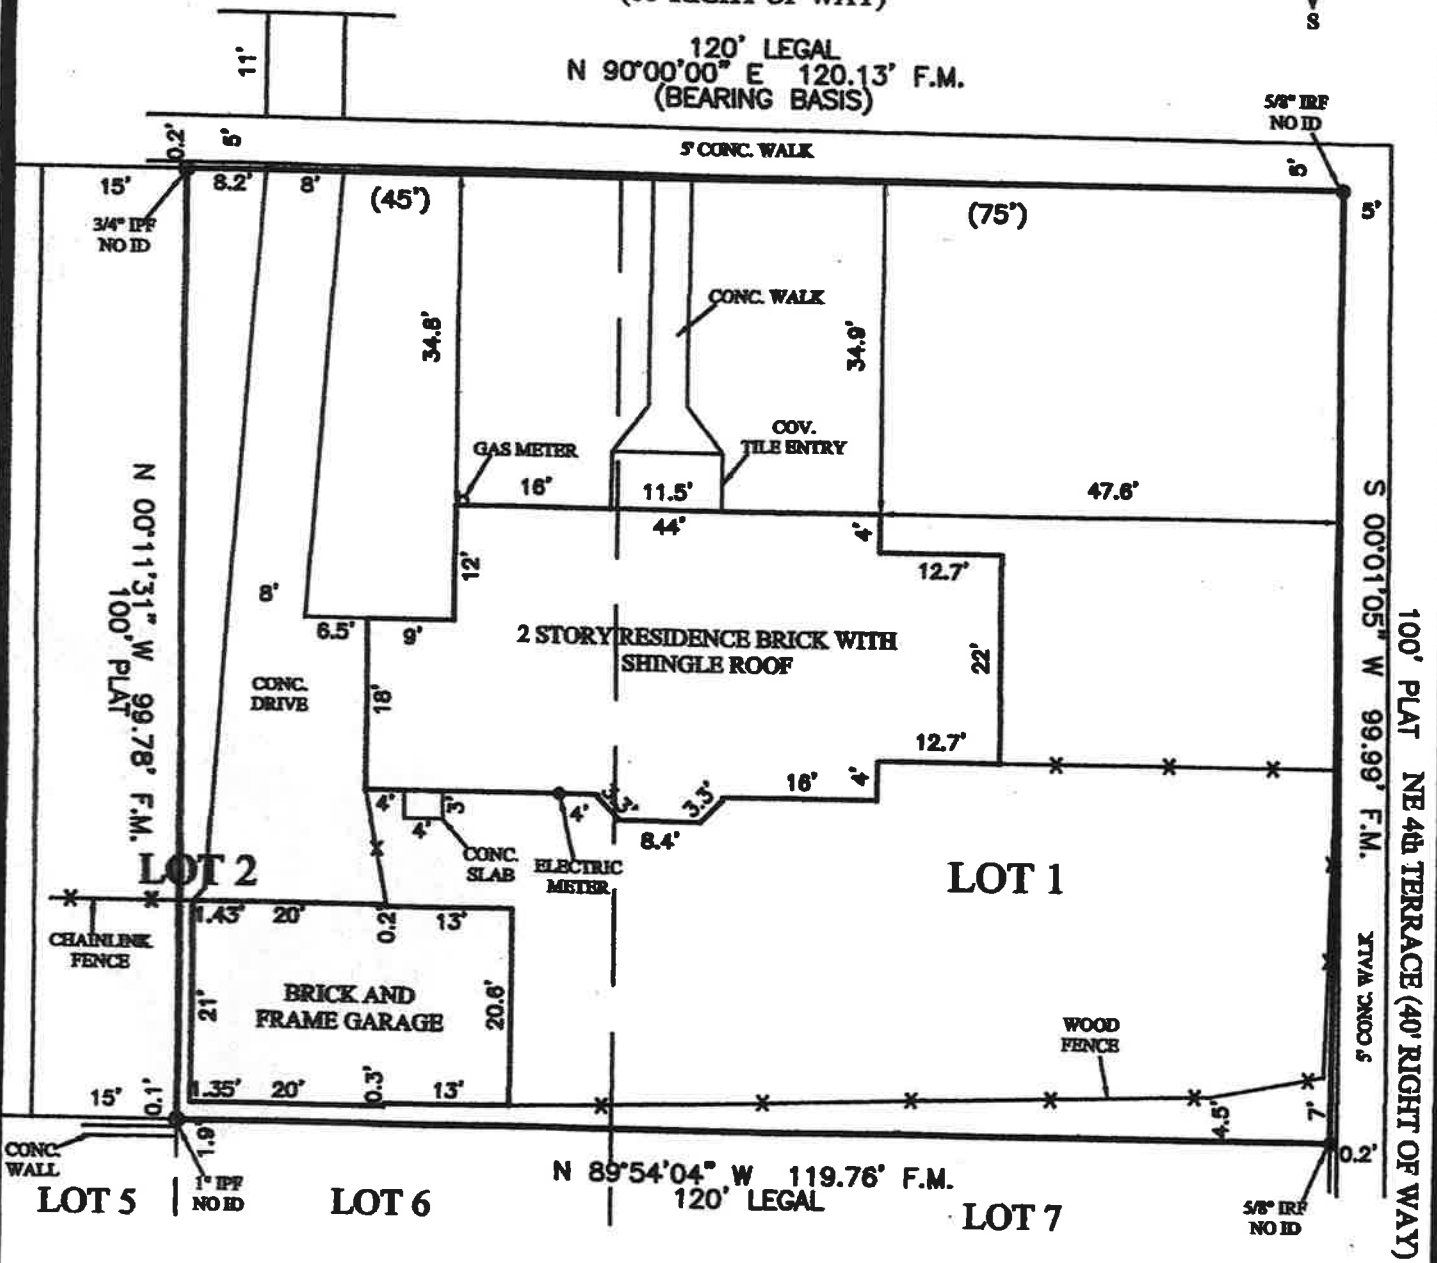 S
120' LEGAL
N 90°00'00" E 120.13' F.M.
(BEARING BASIS)
11'
5/8" IRF
NO ID
0.2'
5'
5' CONC. WALK
5'
15'
8.2'
8'
(45')
(75')
5'
3/4" IPF
NO ID
CONC. WALK
34.8'
34.9'
COV.
TILE ENTRY
GAS METER
16'
11.5'
47.6'
44'
4'
12'
12.7'
8'
6.5'
9'
2 STORY RESIDENCE BRICK WITH
SHINGLE ROOF
22'
N 00°11'31" W 99.78' F.M.
100' PLAT
S 00°01'05" W 99.99' F.M.
100' PLAT NE 4th TERRACE (40' RIGHT OF WAY)
CONC.
DRIVE
18'
12.7'
16'
4'
4'
3'
4'
4'
3.3'
3.3'
8.4'
CONC.
SLAB
ELECTRIC
METER
LOT 2
LOT 1
1.43'
20'
0.2'
13'
CHAINLINK
FENCE
5' CONC. WALK
BRICK AND
FRAME GARAGE
21'
20.6'
WOOD
FENCE
15'
0.1'
1.35'
20'
0.3'
13'
4.5'
7'
CONC.
WALL
1.9'
0.2'
N 89°54'04" W 119.76' F.M.
120' LEGAL
1" IPF
NO ID
LOT 5
LOT 6
LOT 7
5/8" IRF
NO ID